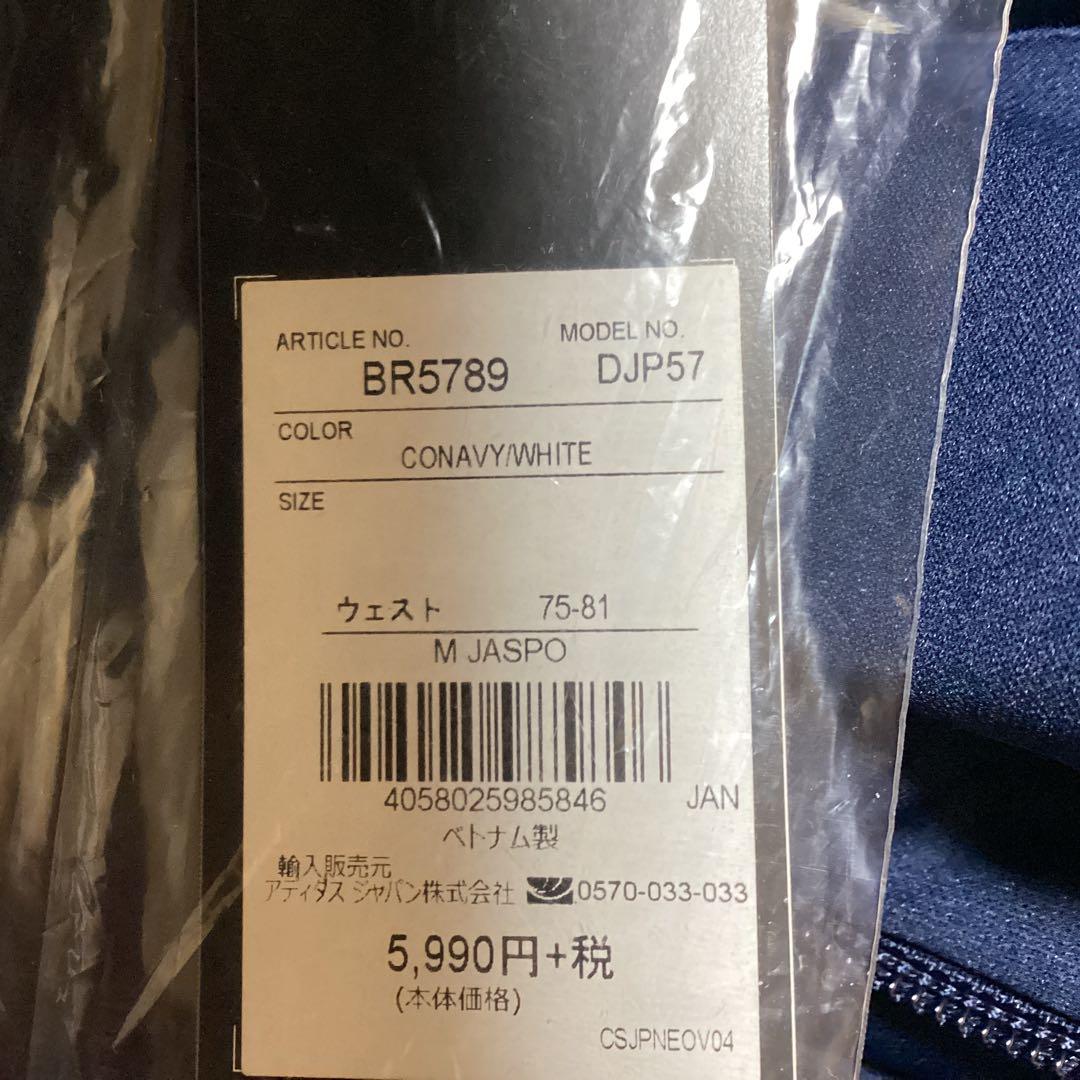 ARTICLE NO. MODEL NO.
BR5789 DJP57
COLOR
CONAVY/WHITE
SIZE
ウェスト 75-81
M JASPO
4058025985846 JAN
ベトナム製
輸入販売元
アディダス ジャパン株式会社 0570-033-033
5,990円+税
(本体価格)
CSJPNEOV04